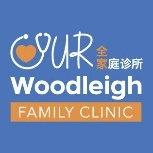 OUR 全家庭诊所
Woodleigh
FAMILY CLINIC